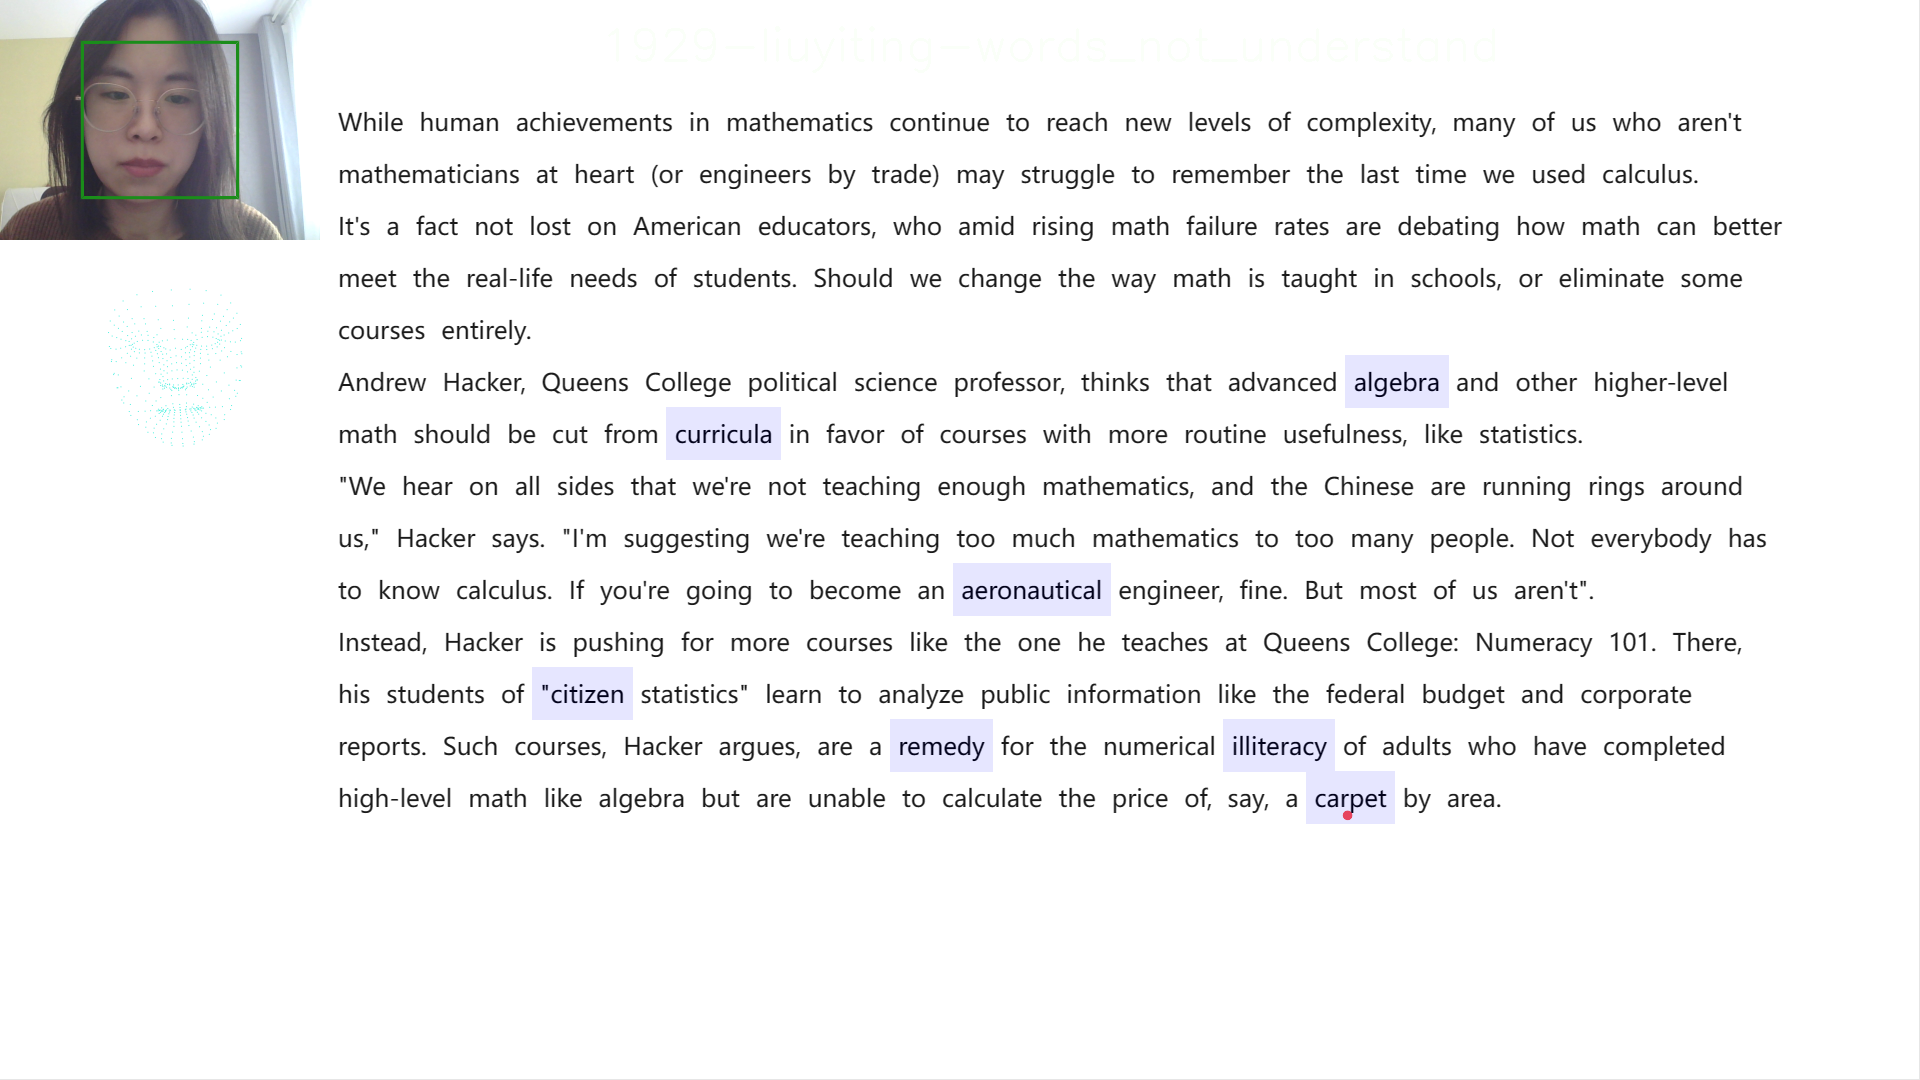 1929-liuyiting-words_not_understand
While human achievements in mathematics continue to reach new levels of complexity, many of us who aren't
mathematicians at heart (or engineers by trade) may struggle to remember the last time we used calculus.
It's a fact not lost on American educators, who amid rising math failure rates are debating how math can better
meet the real-life needs of students. Should we change the way math is taught in schools, or eliminate some
courses entirely.
Andrew Hacker, Queens College political science professor, thinks that advanced algebra and other higher-level
math should be cut from curricula in favor of courses with more routine usefulness, like statistics.
"We hear on all sides that we're not teaching enough mathematics, and the Chinese are running rings around
us," Hacker says. "I'm suggesting we're teaching too much mathematics to too many people. Not everybody has
to know calculus. If you're going to become an aeronautical engineer, fine. But most of us aren't".
Instead, Hacker is pushing for more courses like the one he teaches at Queens College: Numeracy 101. There,
his students of "citizen statistics" learn to analyze public information like the federal budget and corporate
reports. Such courses, Hacker argues, are a remedy for the numerical illiteracy of adults who have completed
high-level math like algebra but are unable to calculate the price of, say, a carpet by area.